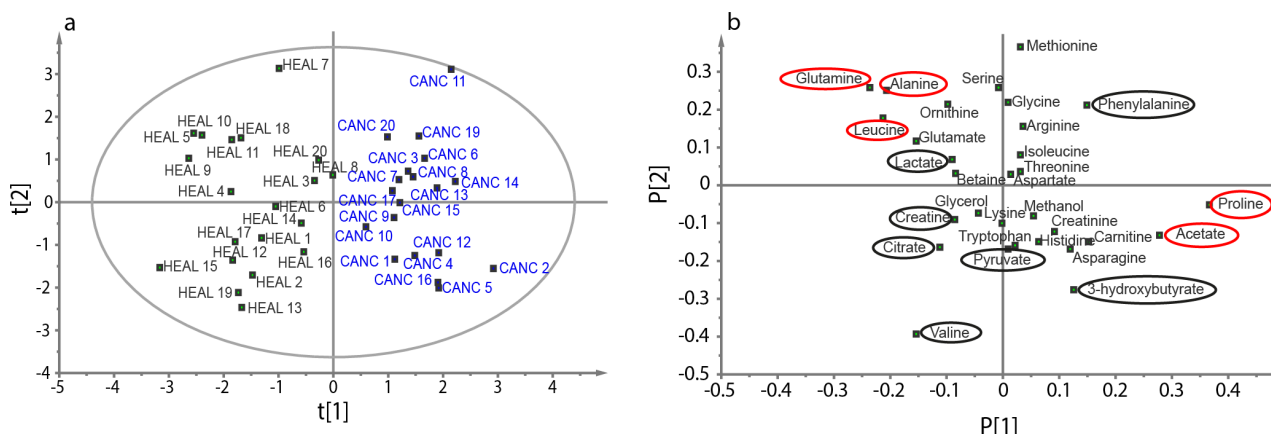 a
t[2]
3
2
1
0
-1
-2
-3
-4
-5
-4
-3
-2
-1
0
1
2
3
4
t[1]
HEAL 7
CANC 11
HEAL 10
HEAL 5
HEAL 18
HEAL 11
HEAL 9
HEAL 20
HEAL 8
HEAL 4
HEAL 3
HEAL 6
HEAL 14
HEAL 17
HEAL 1
HEAL 12
HEAL 16
HEAL 15
HEAL 2
HEAL 19
HEAL 13
CANC 20
CANC 19
CANC 3
CANC 6
CANC 7
CANC 8
CANC 14
CANC 13
CANC 17
CANC 15
CANC 9
CANC 10
CANC 12
CANC 1
CANC 4
CANC 2
CANC 16
CANC 5
b
P[2]
0.3
0.2
0.1
0
-0.1
-0.2
-0.3
-0.4
-0.5
-0.5
-0.4
-0.3
-0.2
-0.1
0
0.1
0.2
0.3
0.4
P[1]
Methionine
Glutamine
Alanine
Serine
Ornithine
Glycine
Phenylalanine
Leucine
Arginine
Glutamate
Isoleucine
Lactate
Threonine
Betaine
Aspartate
Proline
Glycerol
Methanol
Creatine
Lysine
Creatinine
Acetate
Citrate
Tryptophan
Histidine
Carnitine
Pyruvate
Asparagine
3-hydroxybutyrate
Valine